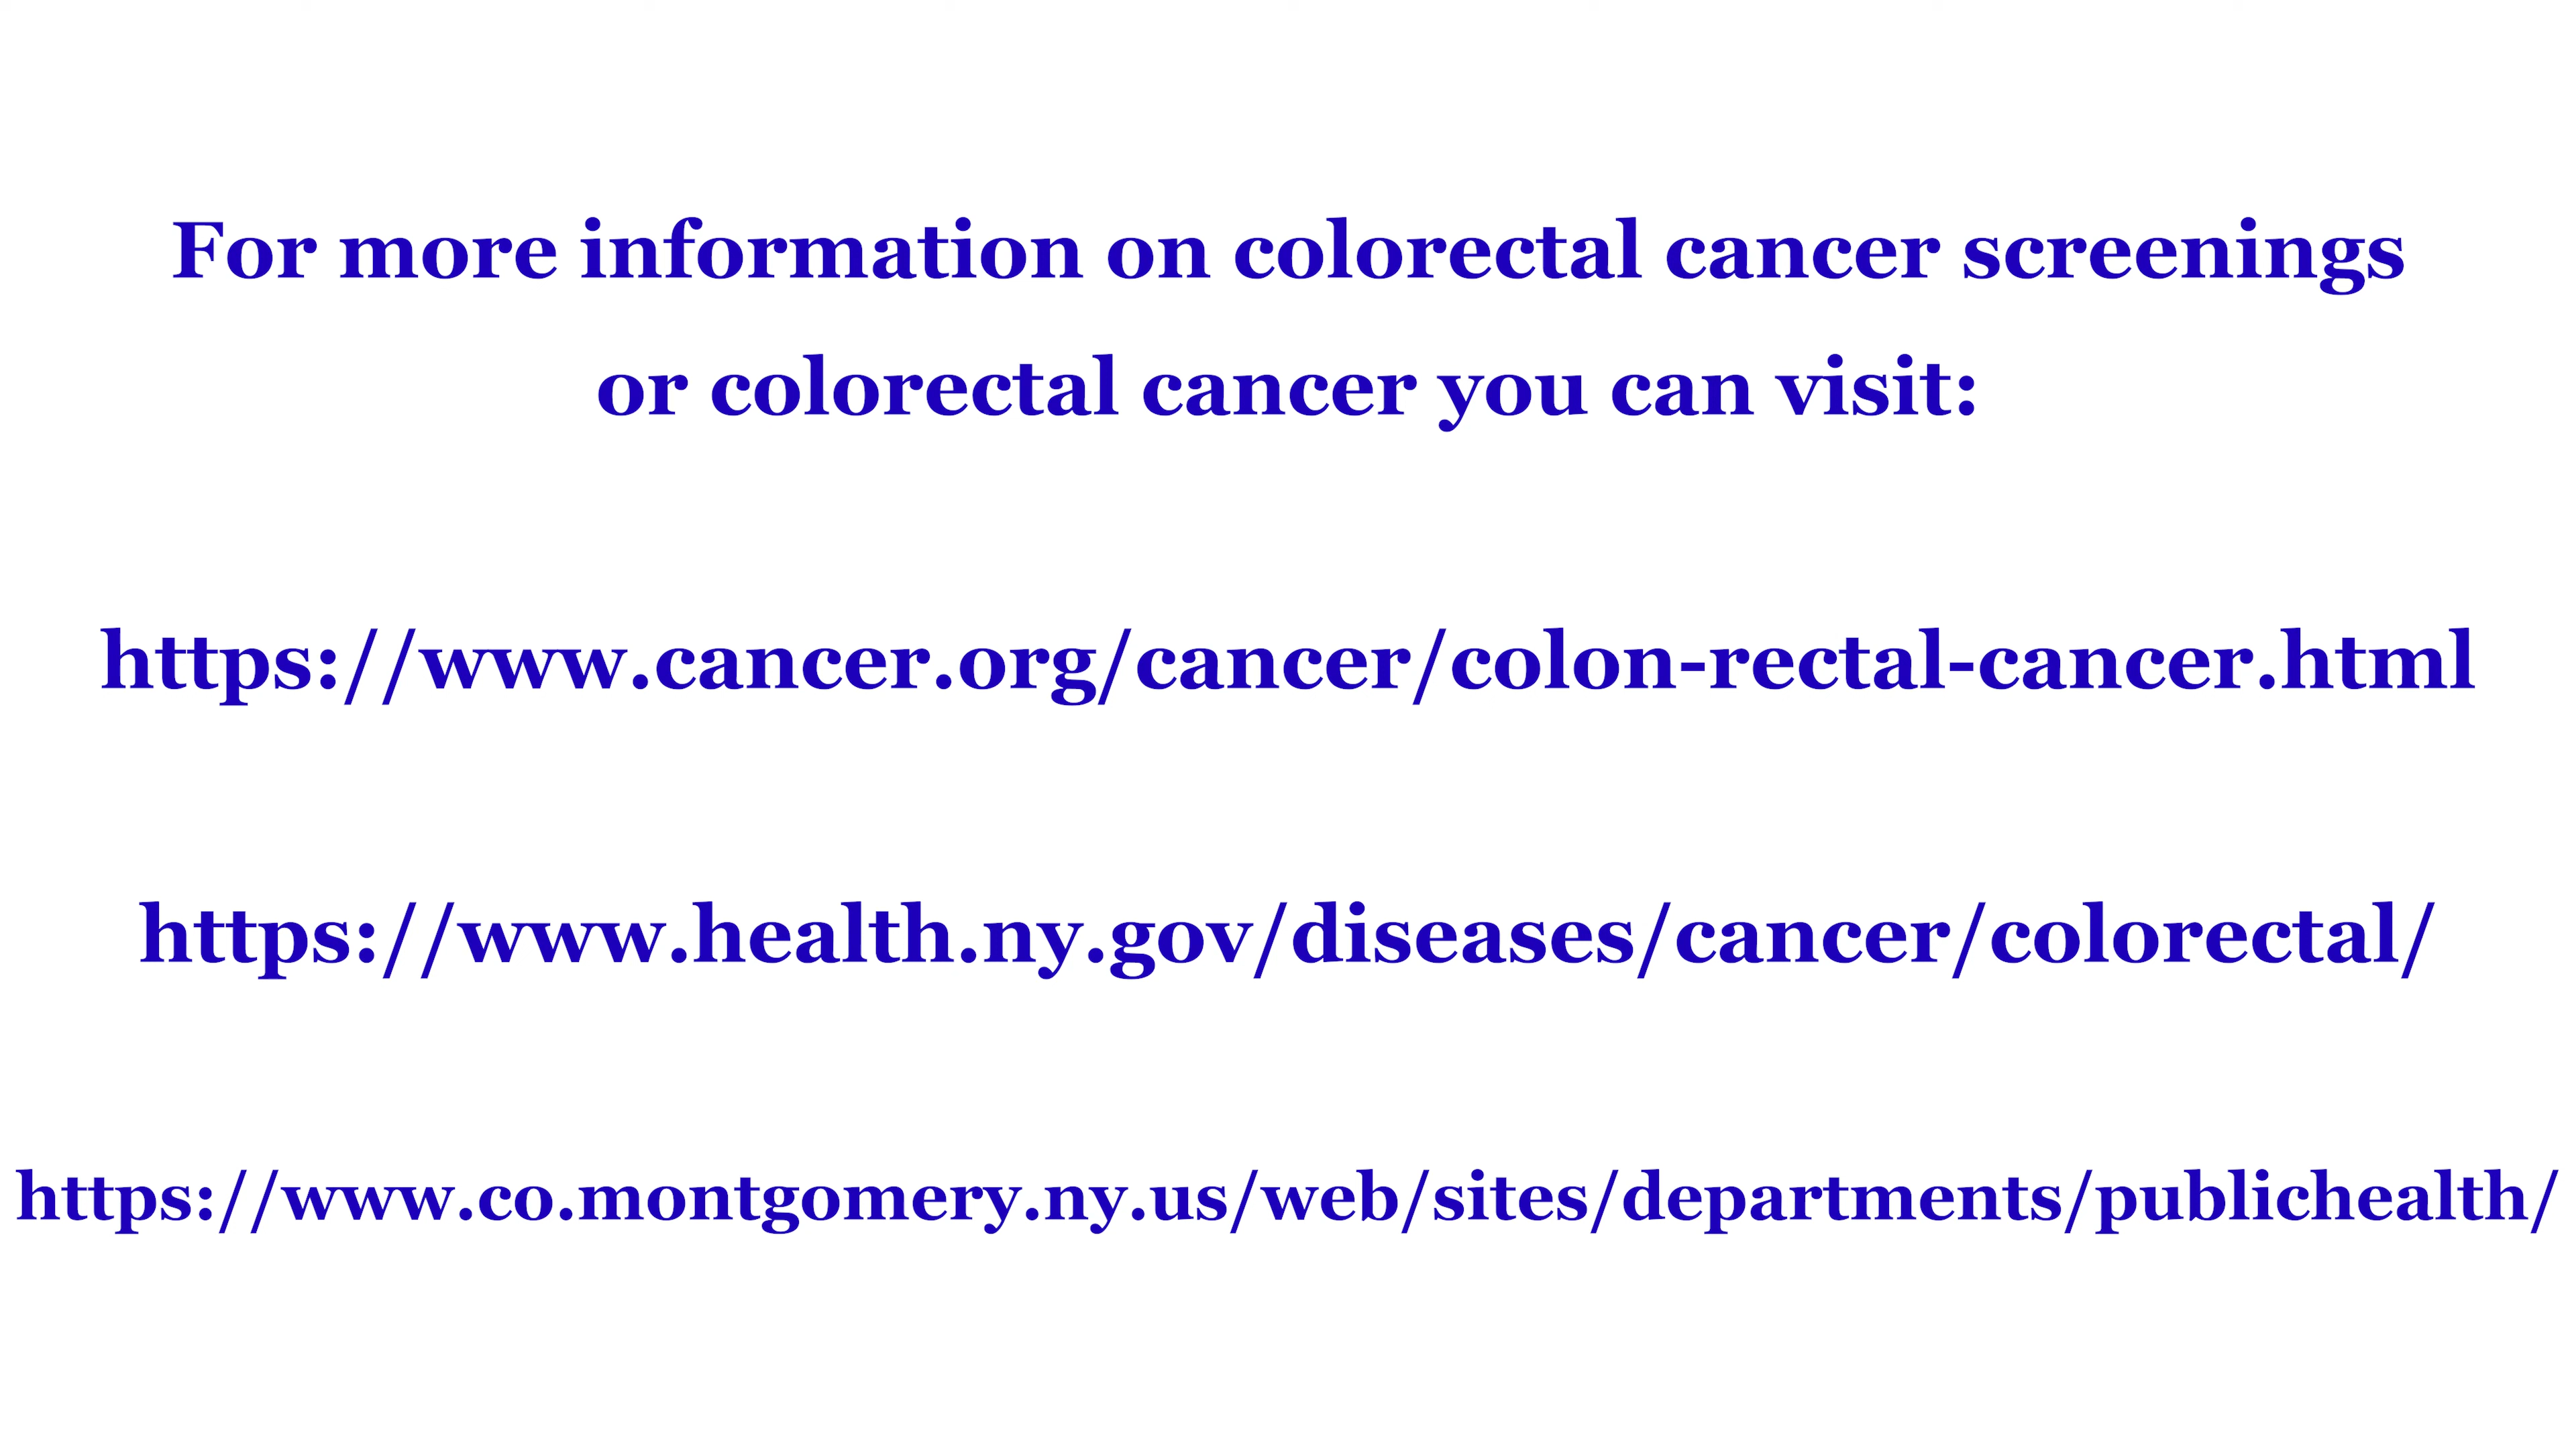 For more information on colorectal cancer screenings
or colorectal cancer you can visit:
https://www.cancer.org/cancer/colon-rectal-cancer.html
https://www.health.ny.gov/diseases/cancer/colorectal/
https://www.co.montgomery.ny.us/web/sites/departments/publichealth/